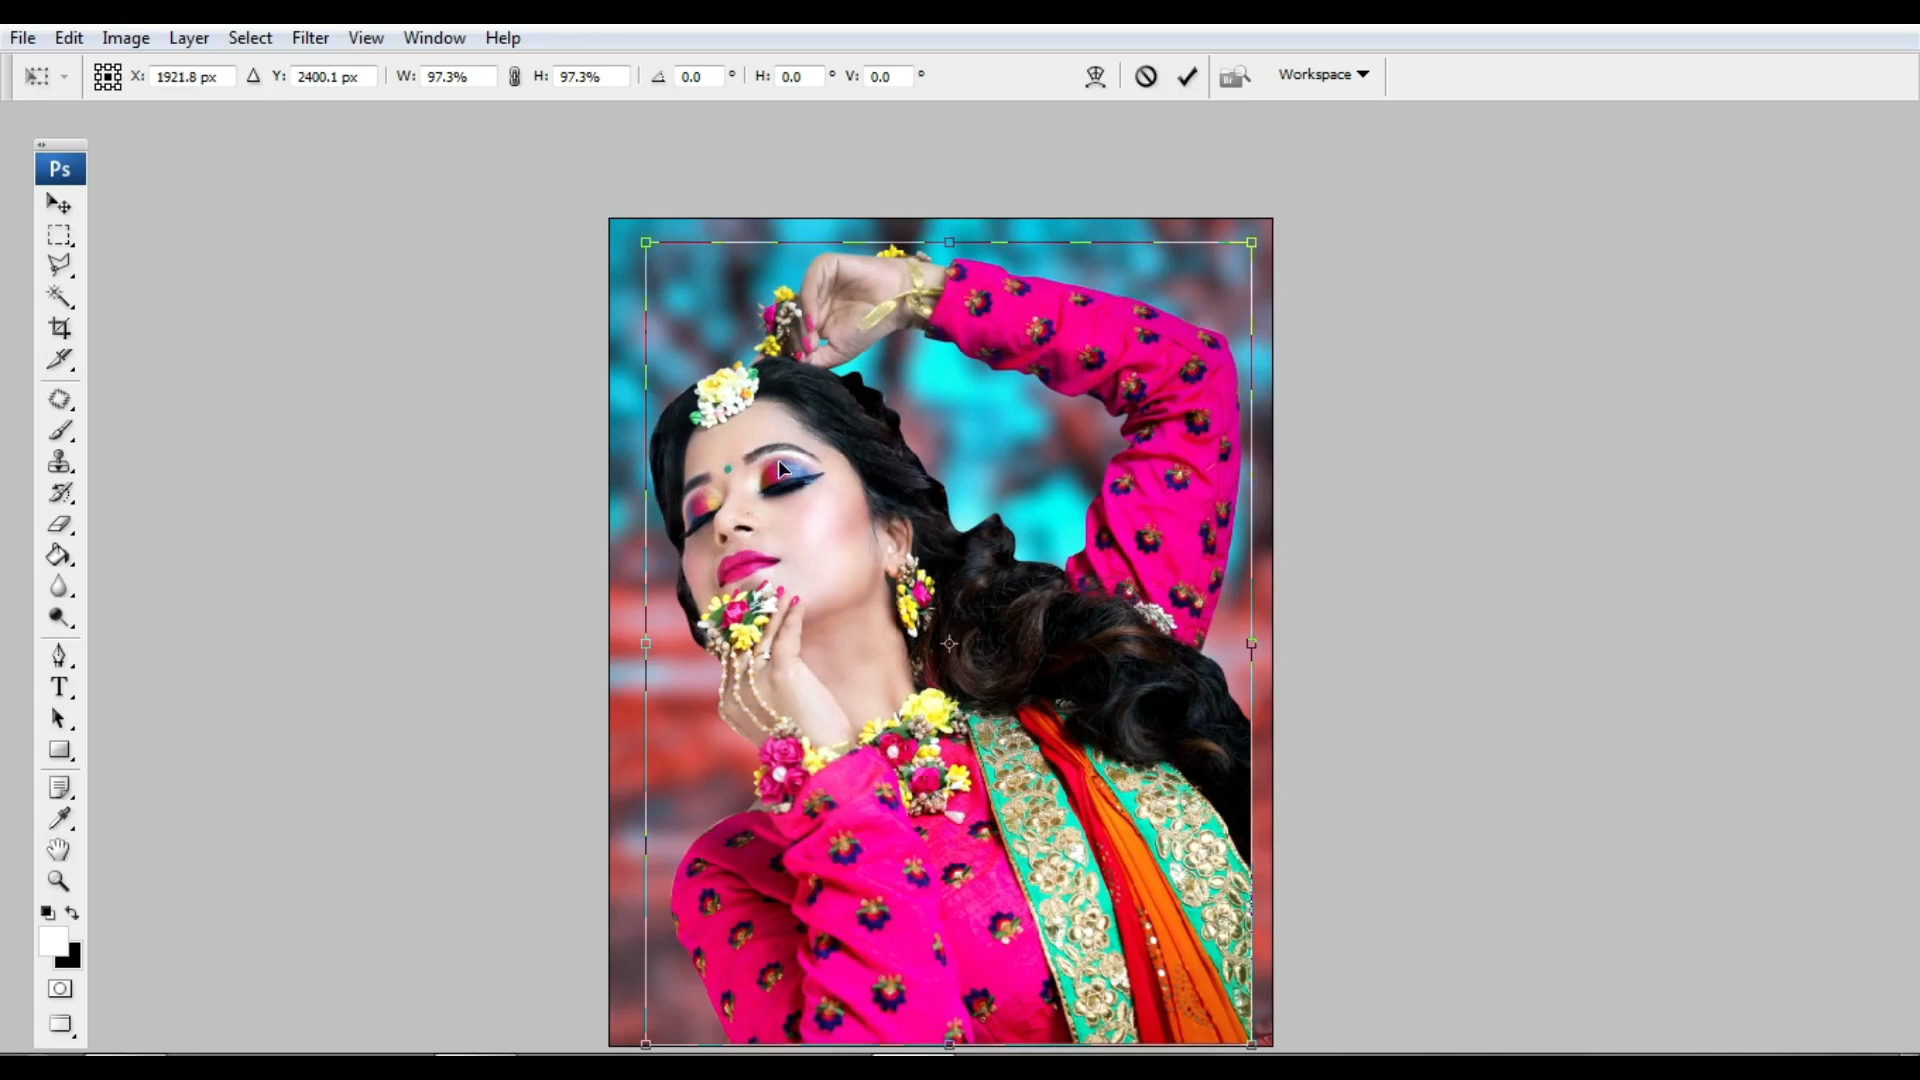 File Edit Image Layer Select Filter View Window Help
X: 1921.8 px Y: 2400.1 px W: 97.3% H: 97.3% 0.0 ° H: 0.0 ° V: 0.0 ° Br Workspace
Ps
T